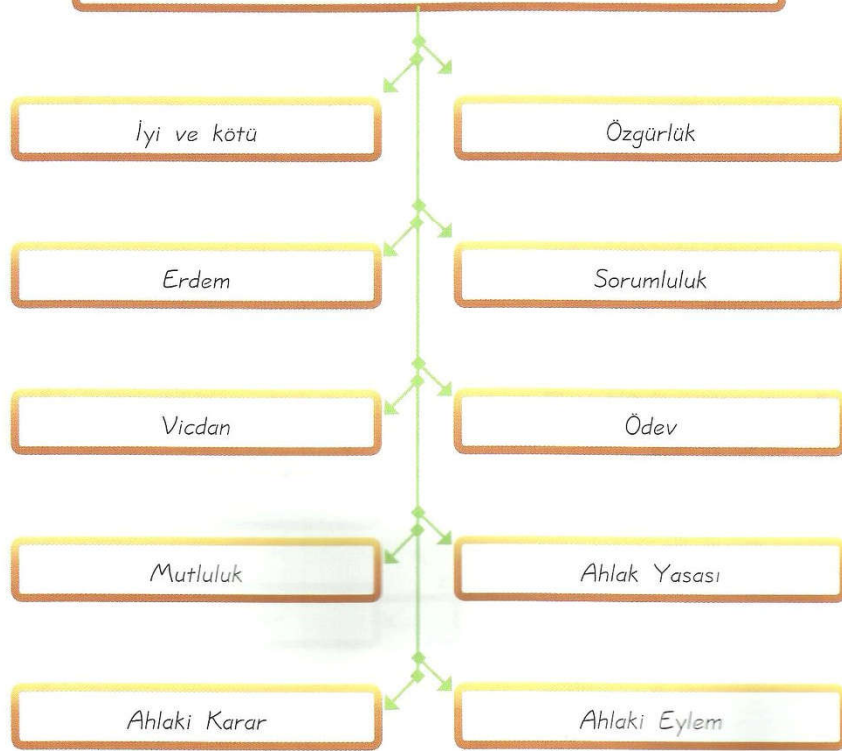 İyi ve kötü
Özgürlük
Erdem
Sorumluluk
Vicdan
Ödev
Mutluluk
Ahlak Yasası
Ahlaki Karar
Ahlaki Eylem